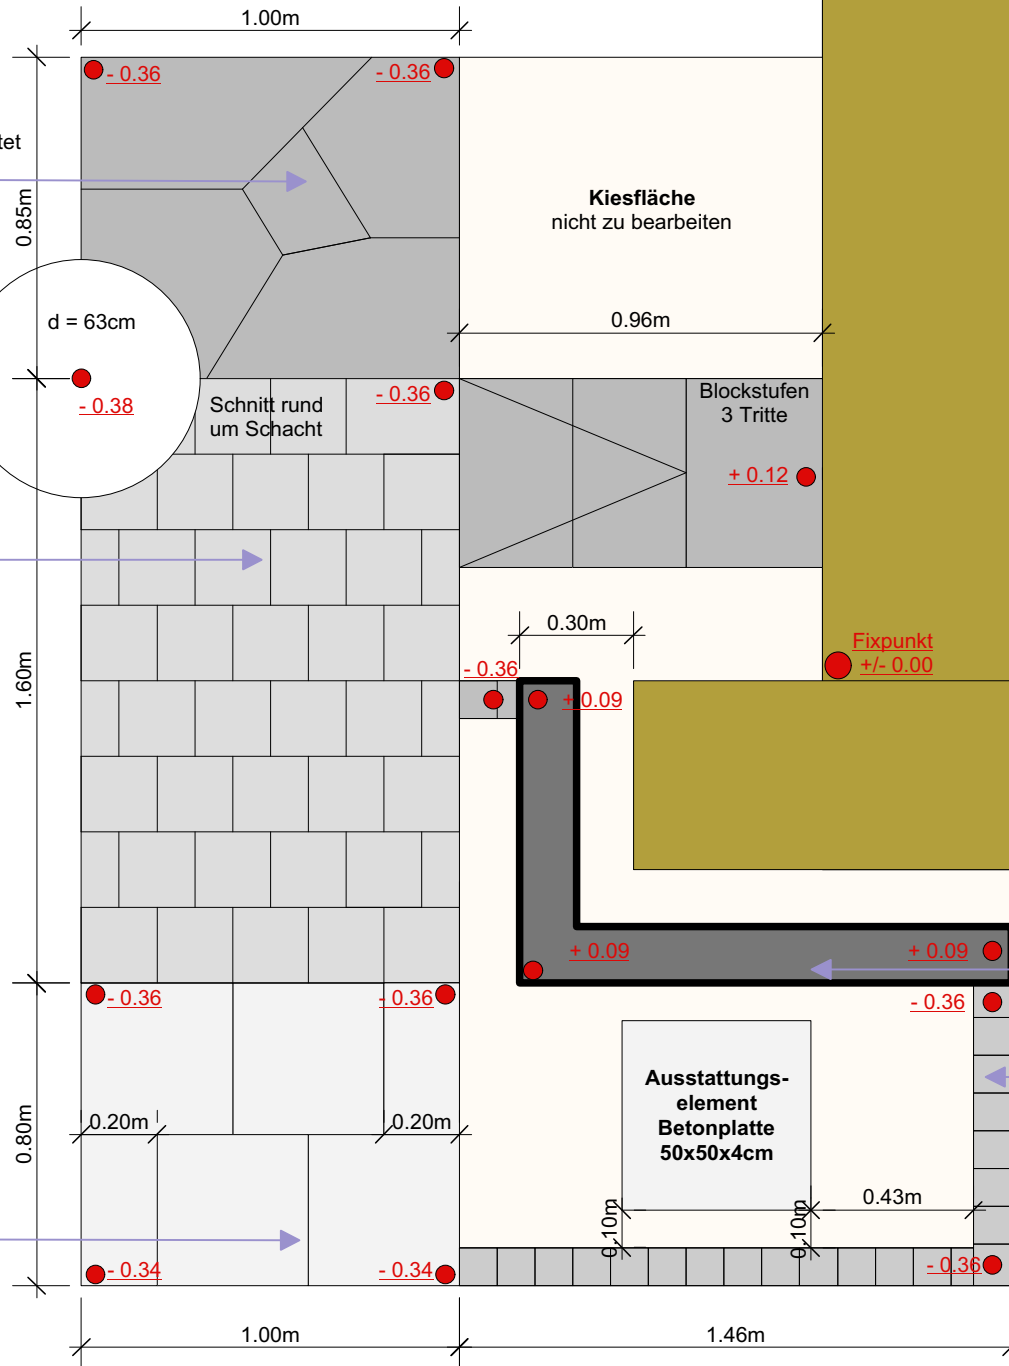 1.00m
- 0.36
- 0.36
tet
0.85m
Kiesfläche
nicht zu bearbeiten
d = 63cm
0.96m
- 0.38
Schnitt rund
um Schacht
- 0.36
Blockstufen
3 Tritte
+ 0.12
0.30m
Fixpunkt
+/- 0.00
- 0.36
+ 0.09
1.60m
+ 0.09
+ 0.09
- 0.36
- 0.36
- 0.36
Ausstattungs-
element
Betonplatte
50x50x4cm
0.20m
0.20m
0.80m
0.43m
0.10m
0.10m
- 0.34
- 0.34
- 0.36
1.00m
1.46m